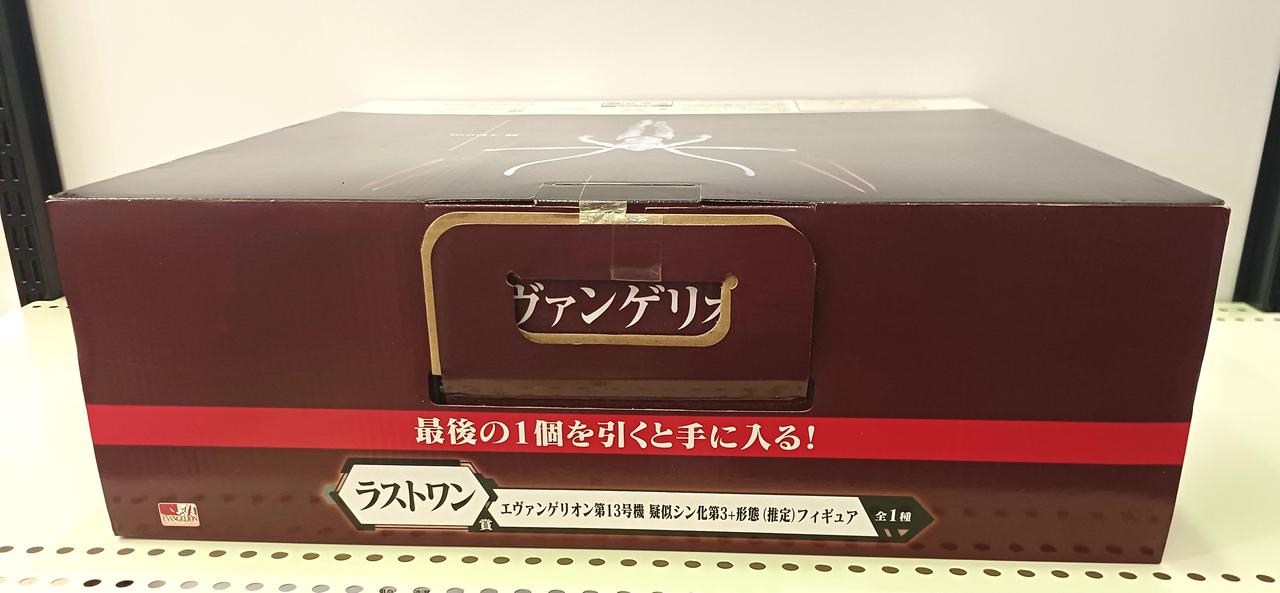 ヴァンゲリオ
最後の1個を引くと手に入る!
ラストワン賞
エヴァンゲリオン第13号機 疑似シン化第3+形態(推定)フィギュア 全1種
EVANGELION